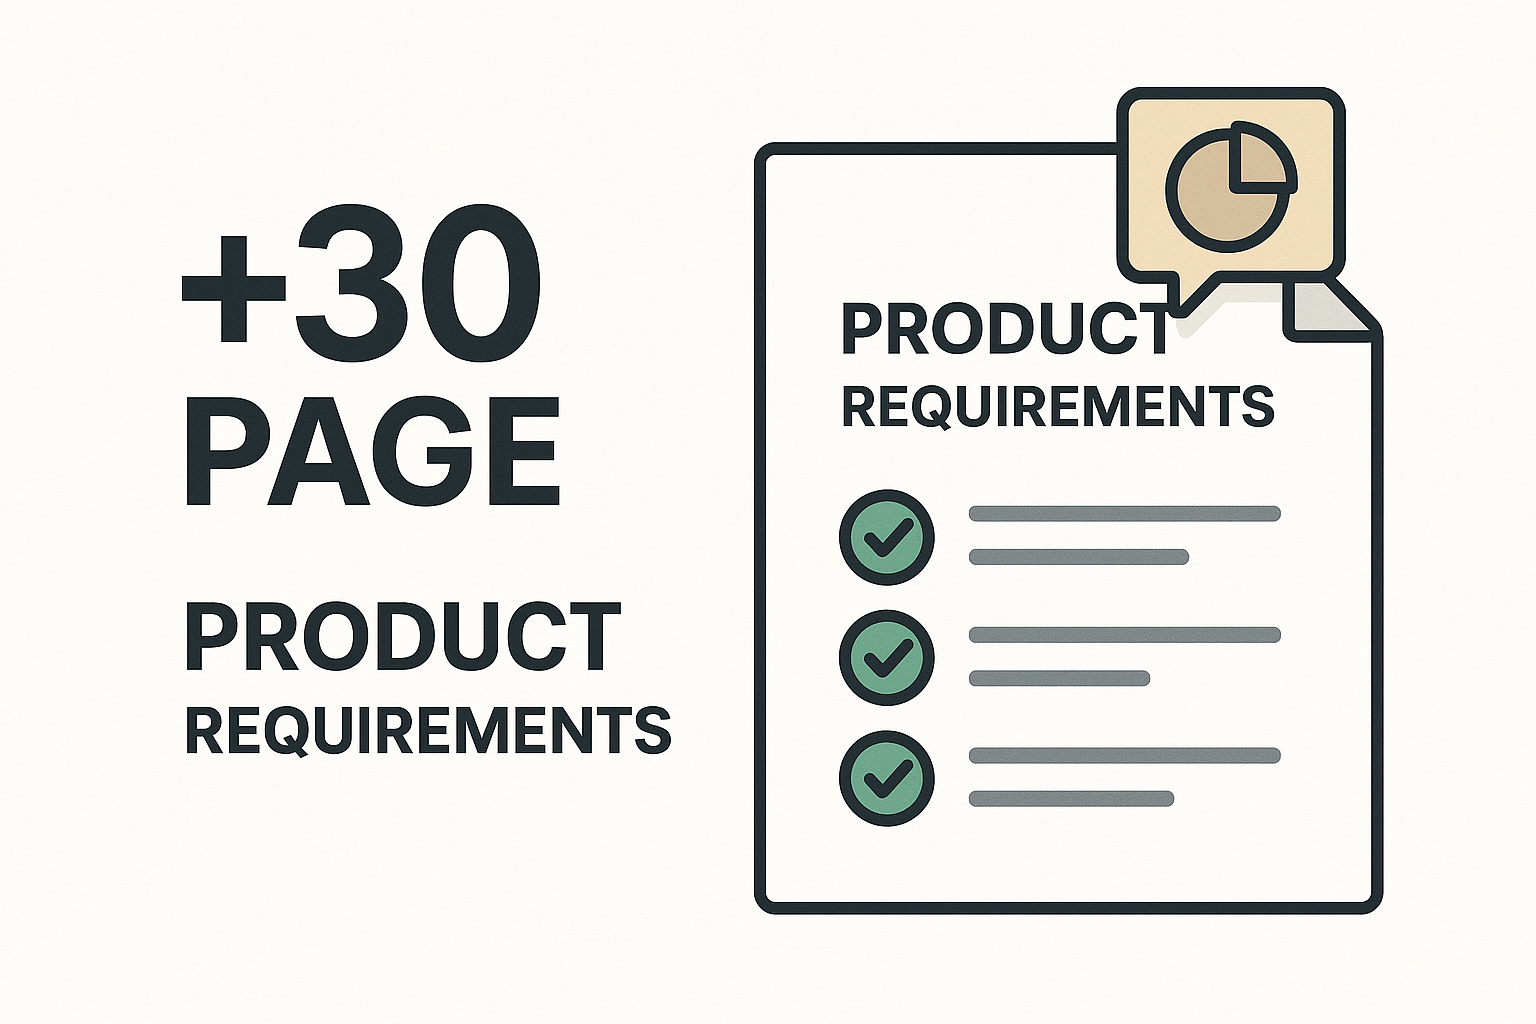 +30
PAGE
PRODUCT
REQUIREMENTS
PRODUCT
REQUIREMENTS